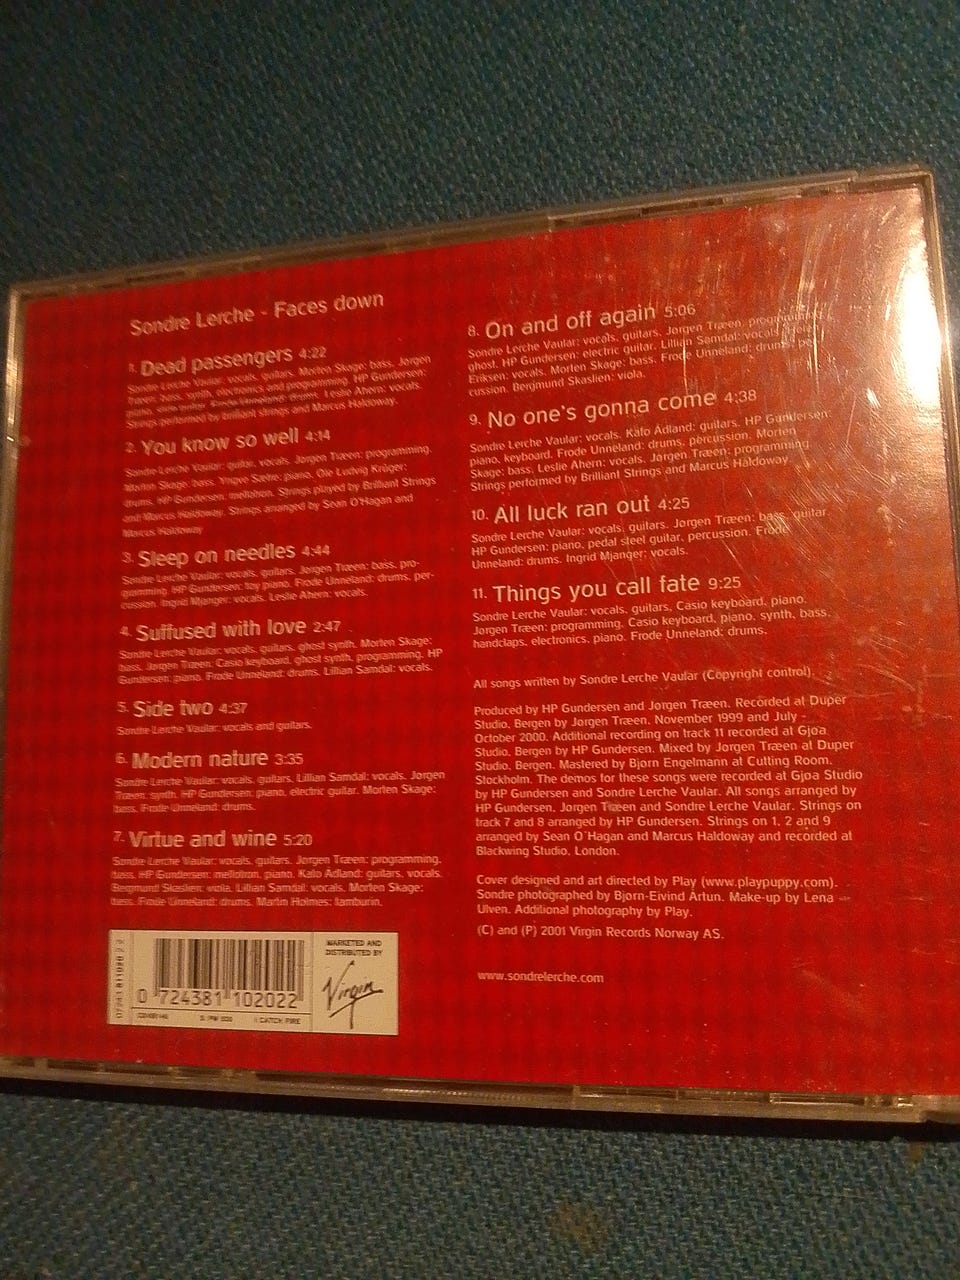 Sondre Lerche - Faces down
1. Dead passengers 4:22
Sondre Lerche Vaular: vocals, guitars. Morten Skage: bass. Jørgen
Træen: bass, synth, electronics and programming. HP Gundersen:
piano, Frode Unneland: drums. Leslie Ahern: vocals.
Strings performed by brilliant strings and Marcus Haldoway.
2. You know so well 4:14
Sondre Lerche Vaular: guitar, vocals. Jørgen Træen: programming.
Morten Skage: bass. Yngve Sætre: piano. Ole Ludvig Krüger:
drums. HP Gundersen: mellotron. Strings played by Brilliant Strings
and Marcus Haldoway. Strings arranged by Sean O'Hagan and
Marcus Haldoway
3. Sleep on needles 4:44
Sondre Lerche Vaular: vocals, guitars. Jørgen Træen: bass, pro-
gramming. HP Gundersen: toy piano. Frode Unneland: drums, per-
cussion. Ingrid Mjanger: vocals. Leslie Ahern: vocals.
4. Suffused with love 2:47
Sondre Lerche Vaular: vocals, guitars, ghost synth. Morten Skage:
bass. Jørgen Træen: Casio keyboard, ghost synth, programming. HP
Gundersen: piano. Frode Unneland: drums. Lillian Samdal: vocals.
5. Side two 4:37
Sondre Lerche Vaular: vocals and guitars.
6. Modern nature 3:35
Sondre Lerche Vaular: vocals, guitars. Lillian Samdal: vocals. Jørgen
Træen: synth. HP Gundersen: piano, electric guitar. Morten Skage:
bass. Frode Unneland: drums.
7. Virtue and wine 5:20
Sondre Lerche Vaular: vocals, guitars. Jørgen Træen: programming,
bass. HP Gundersen: mellotron, piano. Kato Ådland: guitars, vocals.
Bergmund Skaslien: viola. Lillian Samdal: vocals. Morten Skage:
bass. Frode Unneland: drums. Martin Holmes: tamburin.
MARKETED AND
DISTRIBUTED BY
Virgin
0 724381 102022
I CATCH FIRE
8. On and off again 5:06
Sondre Lerche Vaular: vocals, guitars. Jørgen Træen: programming,
ghost. HP Gundersen: electric guitar. Lillian Samdal: vocals.
Eriksen: vocals. Morten Skage: bass. Frode Unneland: drums, per-
cussion. Bergmund Skaslien: viola.
9. No one's gonna come 4:38
Sondre Lerche Vaular: vocals. Kato Ådland: guitars. HP Gundersen:
piano, keyboard. Frode Unneland: drums, percussion. Morten
Skage: bass. Leslie Ahern: vocals. Jørgen Træen: programming.
Strings performed by Brilliant Strings and Marcus Haldoway
10. All luck ran out 4:25
Sondre Lerche Vaular: vocals, guitars. Jørgen Træen: bass, guitar.
HP Gundersen: piano, pedal steel guitar, percussion. Frode
Unneland: drums. Ingrid Mjanger: vocals.
11. Things you call fate 9:25
Sondre Lerche Vaular: vocals, guitars, Casio keyboard, piano.
Jørgen Træen: programming, Casio keyboard, piano, synth, bass,
handclaps, electronics, piano. Frode Unneland: drums.
All songs written by Sondre Lerche Vaular (Copyright control).
Produced by HP Gundersen and Jørgen Træen. Recorded at Duper
Studio, Bergen by Jørgen Træen. November 1999 and July -
October 2000. Additional recording on track 11 recorded at Gjøa
Studio, Bergen by HP Gundersen. Mixed by Jørgen Træen at Duper
Studio, Bergen. Mastered by Bjørn Engelmann at Cutting Room,
Stockholm. The demos for these songs were recorded at Gjøa Studio
by HP Gundersen and Sondre Lerche Vaular. All songs arranged by
HP Gundersen, Jørgen Træen and Sondre Lerche Vaular. Strings on
track 7 and 8 arranged by HP Gundersen. Strings on 1, 2 and 9
arranged by Sean O'Hagan and Marcus Haldoway and recorded at
Blackwing Studio, London.
Cover designed and art directed by Play (www.playpuppy.com).
Sondre photographed by Bjørn-Eivind Årtun. Make-up by Lena
Ulven. Additional photography by Play.
(C) and (P) 2001 Virgin Records Norway AS.
www.sondrelerche.com